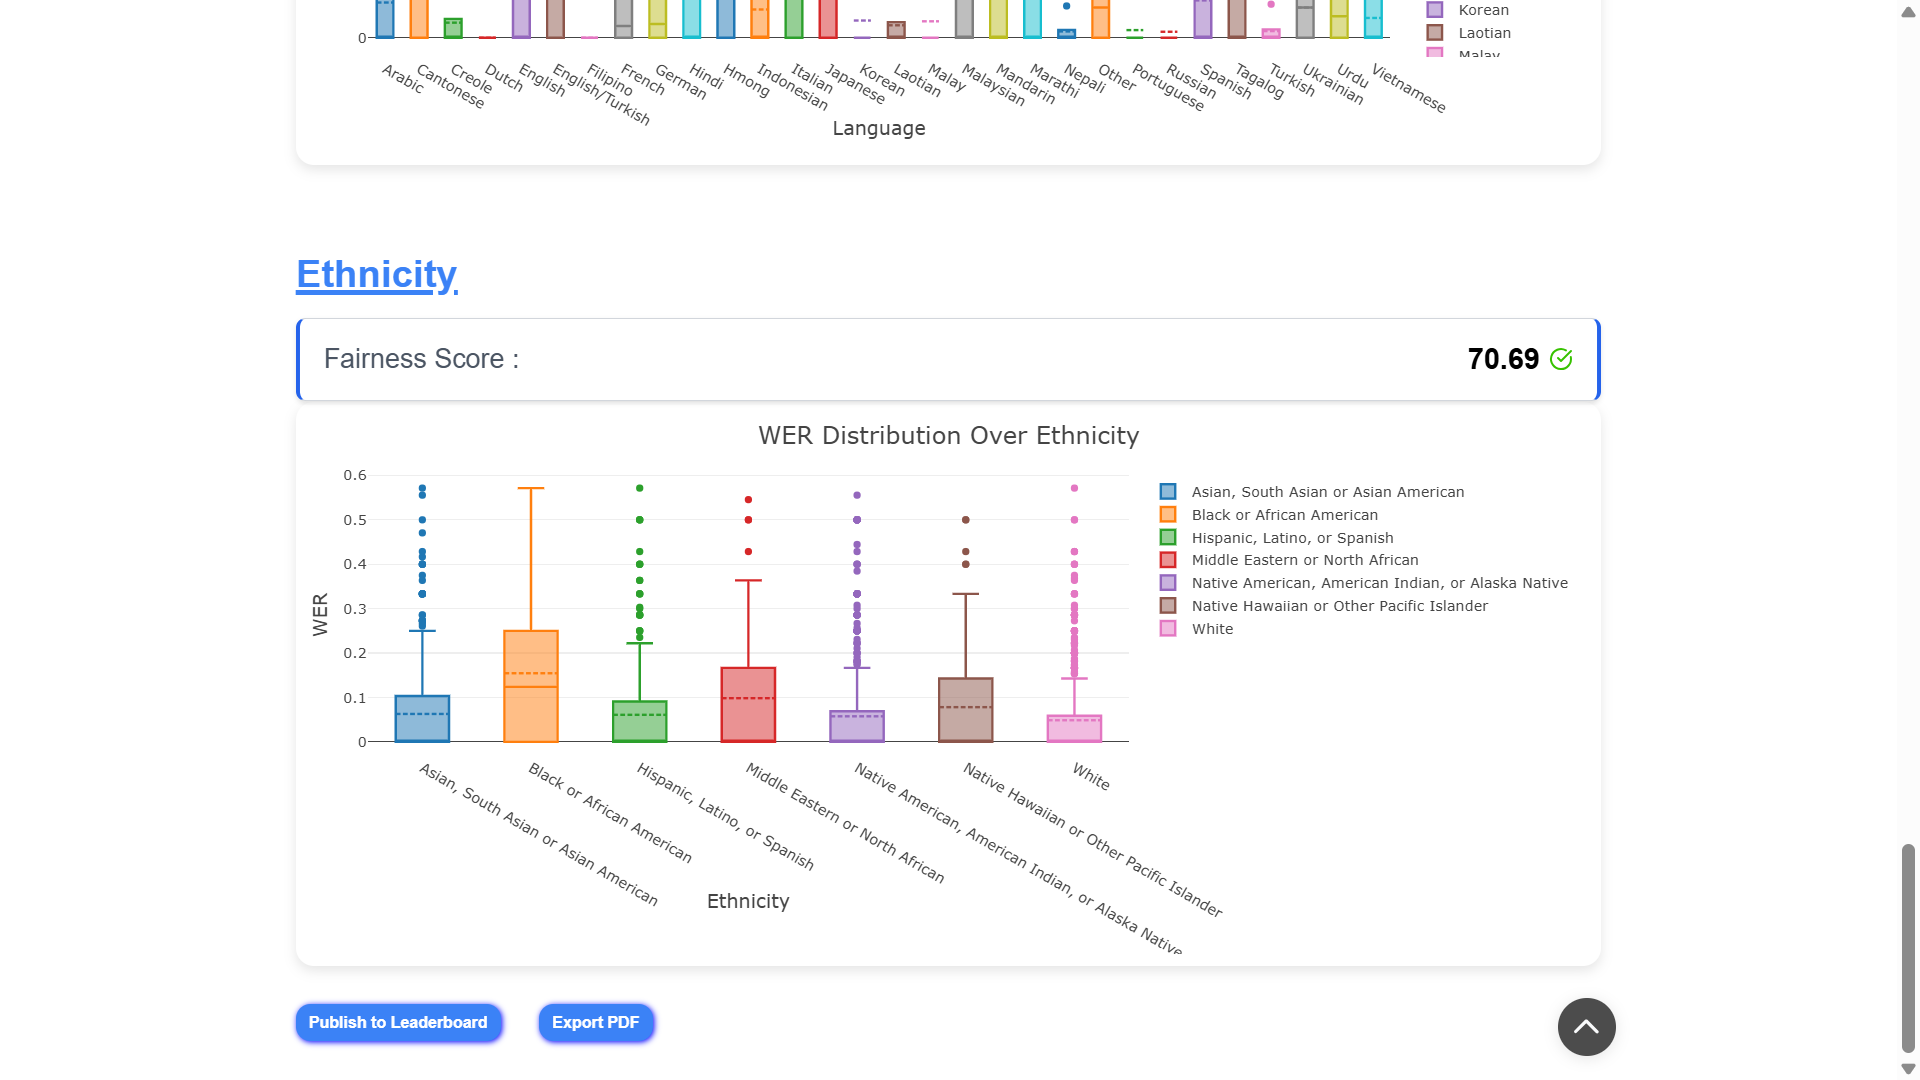 Korean
Laotian
Malay
0
Arabic
Cantonese
Creole
Dutch
English
English/Turkish
Filipino
French
German
Hindi
Hmong
Indonesian
Italian
Japanese
Korean
Laotian
Malay
Malaysian
Mandarin
Marathi
Nepali
Other
Portuguese
Russian
Spanish
Tagalog
Turkish
Ukrainian
Urdu
Vietnamese
Language
Ethnicity
Fairness Score :
70.69
WER Distribution Over Ethnicity
0.6
0.5
0.4
0.3
0.2
0.1
0
WER
Asian, South Asian or Asian American
Black or African American
Hispanic, Latino, or Spanish
Middle Eastern or North African
Native American, American Indian, or Alaska Native
Native Hawaiian or Other Pacific Islander
White
Asian, South Asian or Asian American
Black or African American
Hispanic, Latino, or Spanish
Middle Eastern or North African
Native American, American Indian, or Alaska Native
Native Hawaiian or Other Pacific Islander
White
Ethnicity
Publish to Leaderboard
Export PDF